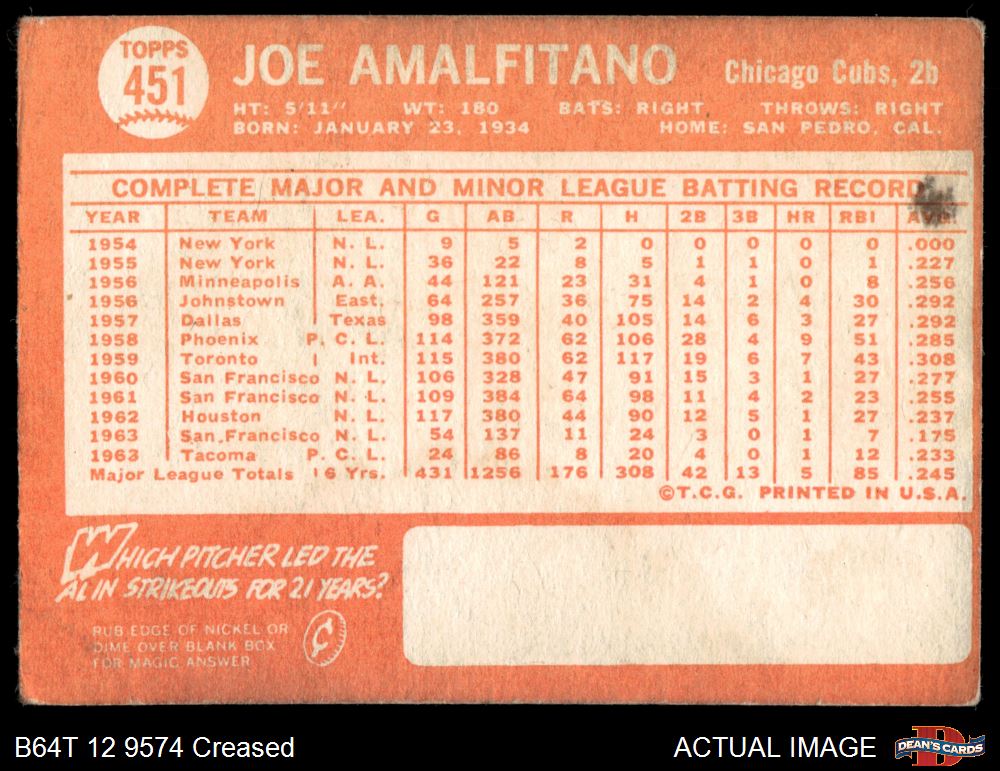 TOPPS
451
JOE AMALFITANO Chicago Cubs, 2b
HT: 5/11" WT: 180 BATS: RIGHT THROWS: RIGHT
BORN: JANUARY 23, 1934 HOME: SAN PEDRO, CAL.
COMPLETE MAJOR AND MINOR LEAGUE BATTING RECORD
YEAR TEAM LEA. G AB R H 2B 3B HR RBI AVG.
1954 New York N. L. 9 5 2 0 0 0 0 0 .000
1955 New York N. L. 36 22 8 5 1 1 0 1 .227
1956 Minneapolis A. A. 44 121 23 31 4 1 0 8 .256
1956 Johnstown East. 64 257 36 75 14 2 4 30 .292
1957 Dallas Texas 98 359 40 105 14 6 3 27 .292
1958 Phoenix P. C. L. 114 372 62 106 28 4 9 51 .285
1959 Toronto Int. 115 380 62 117 19 6 7 43 .308
1960 San Francisco N. L. 106 328 47 91 15 3 1 27 .277
1961 San Francisco N. L. 109 384 64 98 11 4 2 23 .255
1962 Houston N. L. 117 380 44 90 12 5 1 27 .237
1963 San Francisco N. L. 54 137 11 24 3 0 1 7 .175
1963 Tacoma P. C. L. 24 86 8 20 4 0 1 12 .233
Major League Totals 6 Yrs. 431 1256 176 308 42 13 5 85 .245
©T.C.G. PRINTED IN U.S.A.
WHICH PITCHER LED THE
AL IN STRIKEOUTS FOR 21 YEARS?
RUB EDGE OF NICKEL OR
DIME OVER BLANK BOX
FOR MAGIC ANSWER
¢
B64T 12 9574 Creased ACTUAL IMAGE DEAN'S CARDS